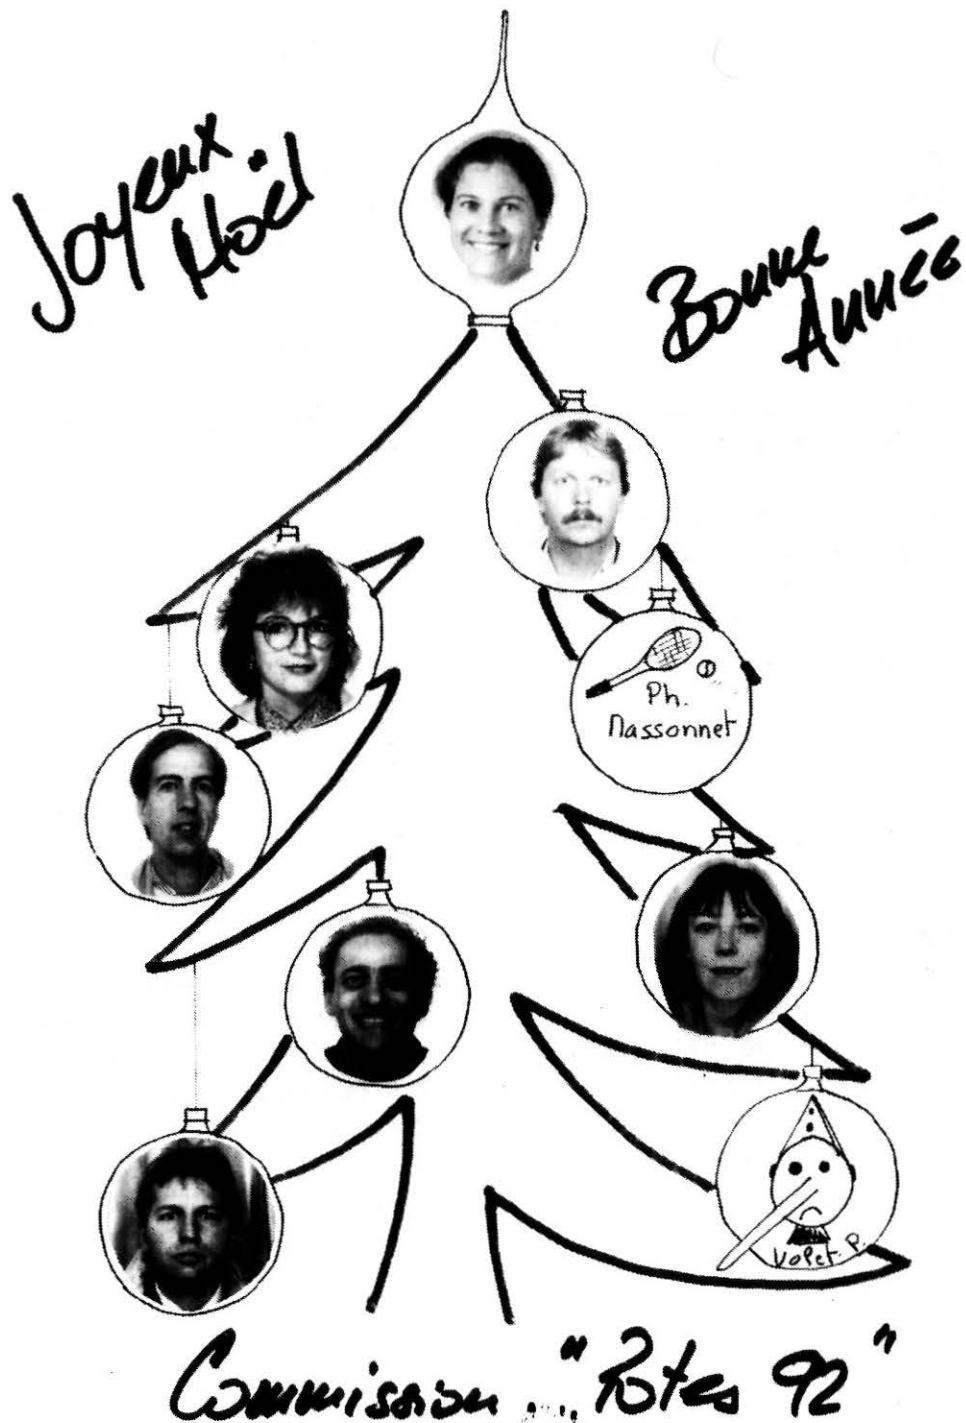 Joyeux
Noël
Bonne
Année
Ph.
Nassonnet
Volet. P.
Commission... "Potes 92"